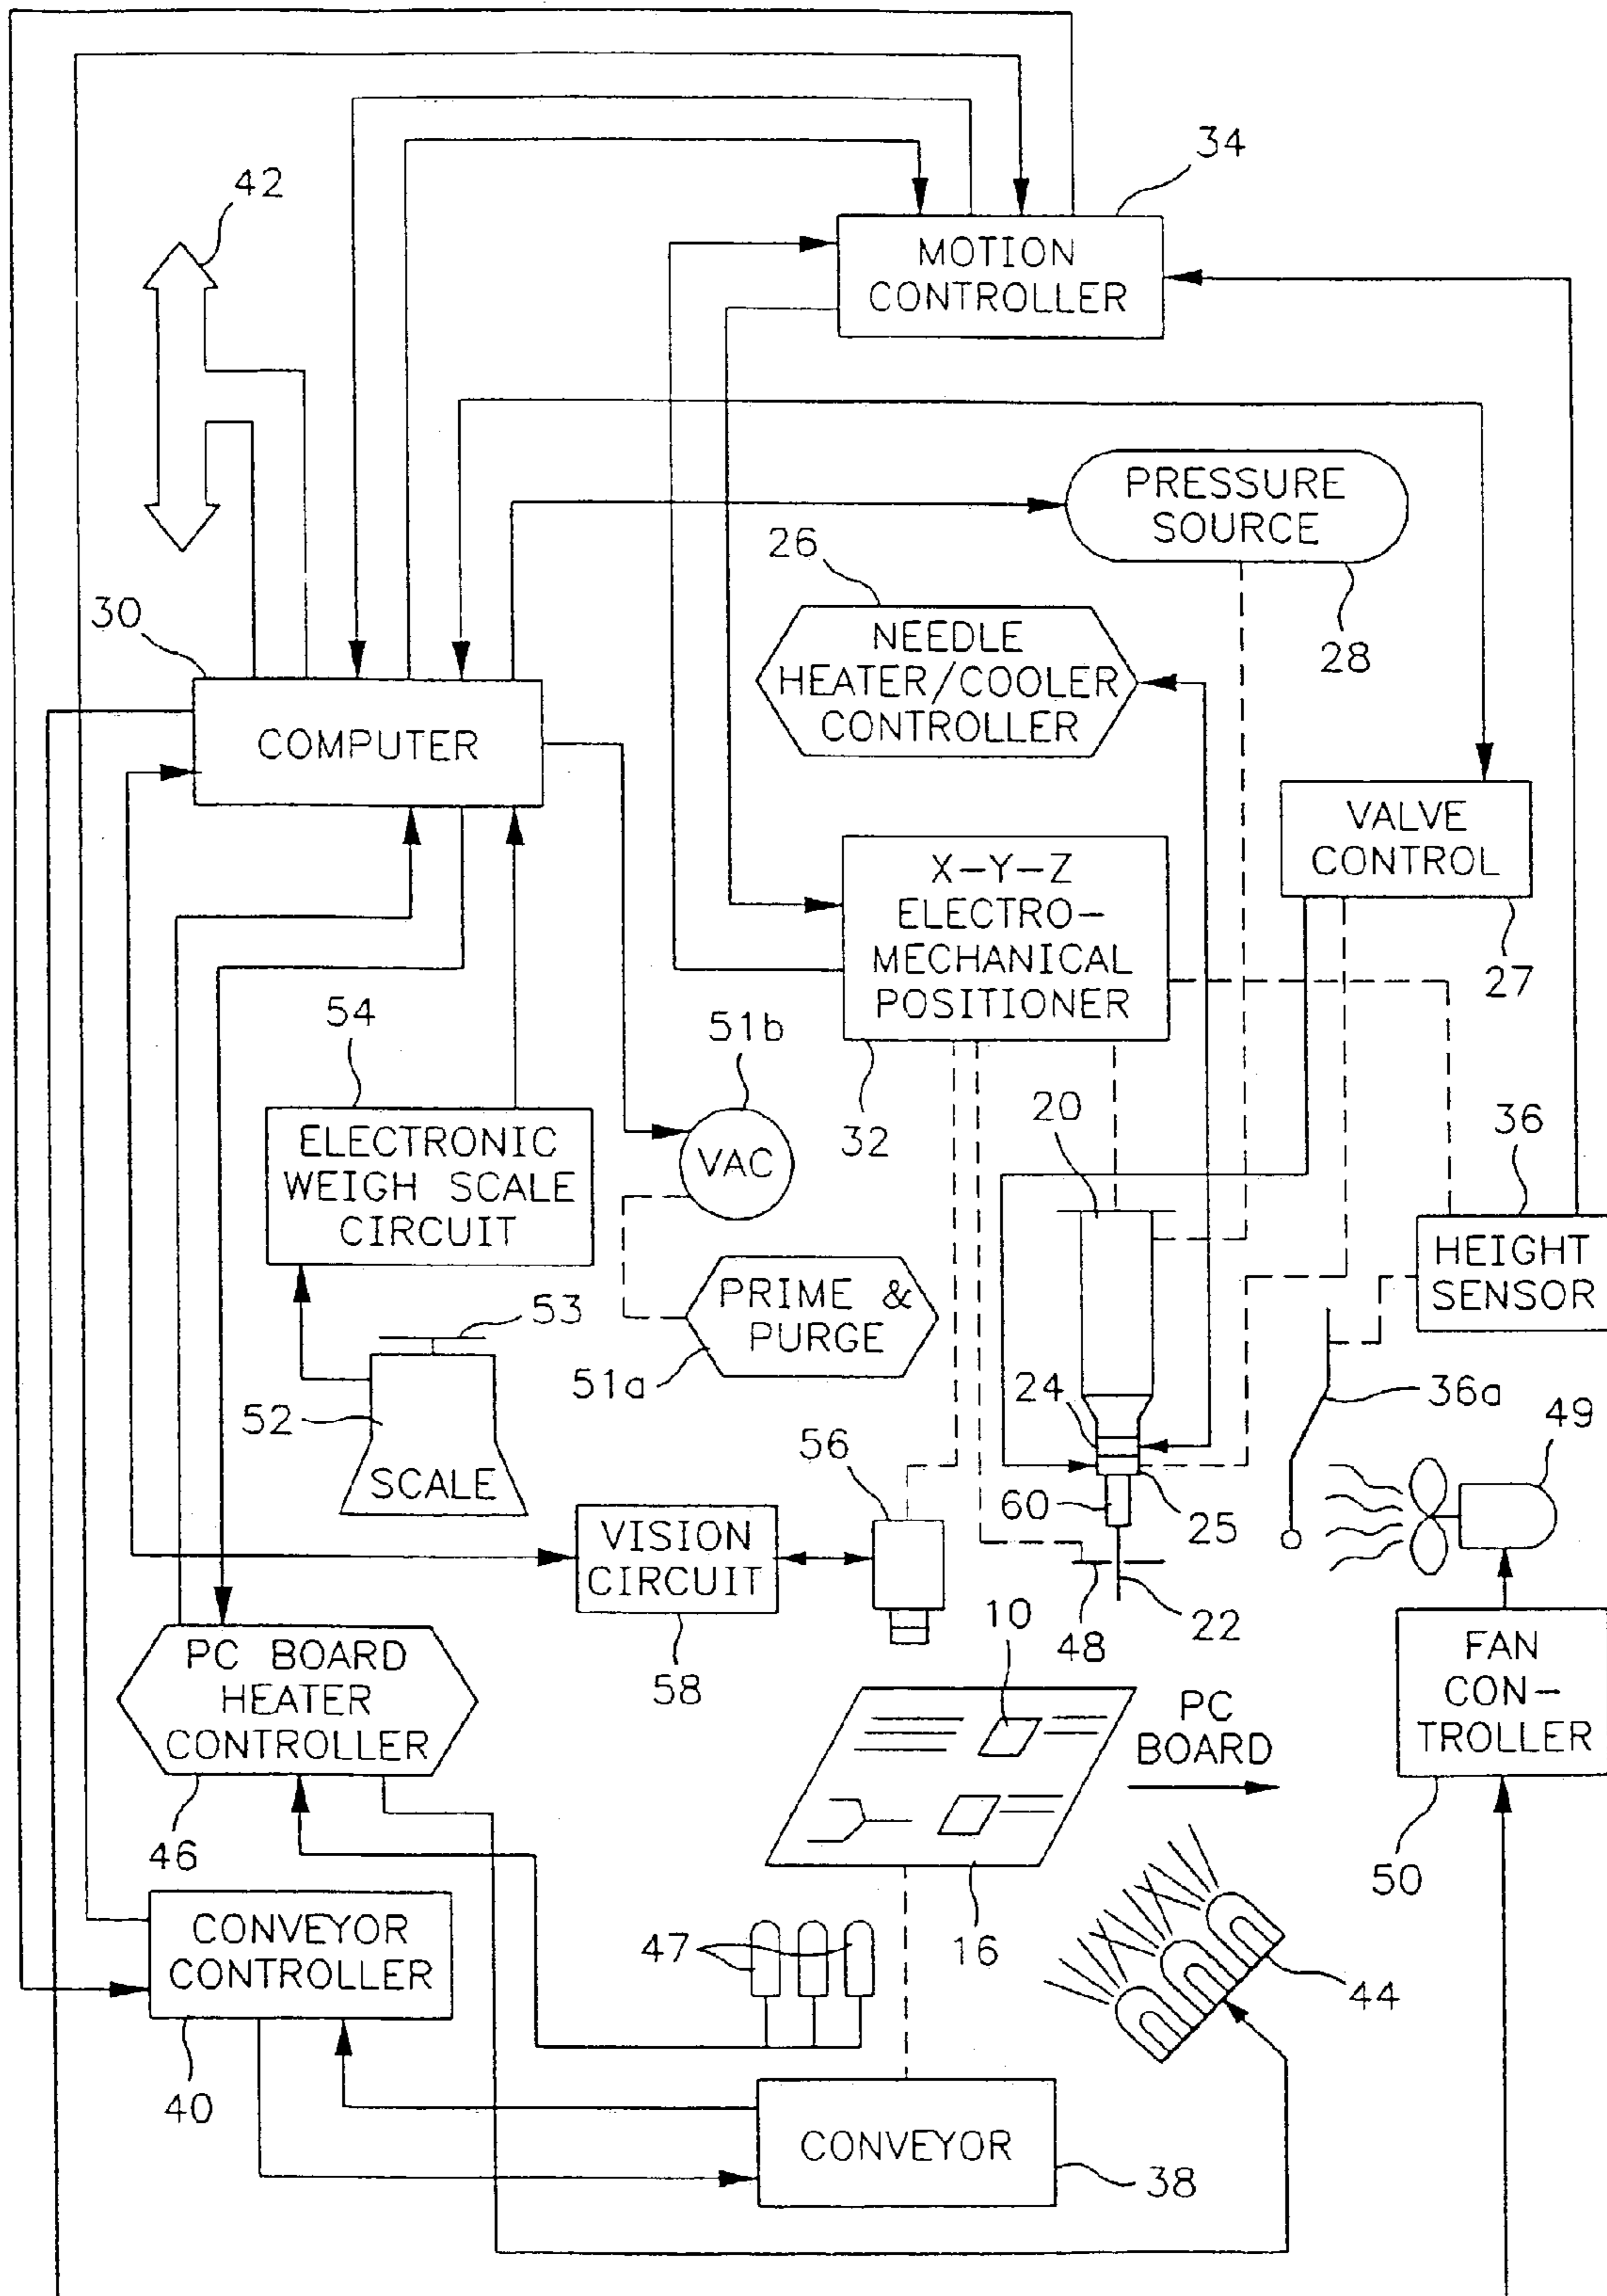 34
42
MOTION
CONTROLLER
PRESSURE
SOURCE
26
28
30
NEEDLE
HEATER/COOLER
CONTROLLER
COMPUTER
VALVE
CONTROL
27
X-Y-Z
ELECTRO-
MECHANICAL
POSITIONER
32
54
51b
VAC
20
36
ELECTRONIC
WEIGH SCALE
CIRCUIT
HEIGHT
SENSOR
PRIME &
PURGE
51a
53
52
SCALE
24
36a
49
56
60
25
VISION
CIRCUIT
58
48
22
10
FAN
CON-
TROLLER
50
PC BOARD
HEATER
CONTROLLER
46
PC
BOARD
16
47
44
CONVEYOR
CONTROLLER
40
CONVEYOR
38